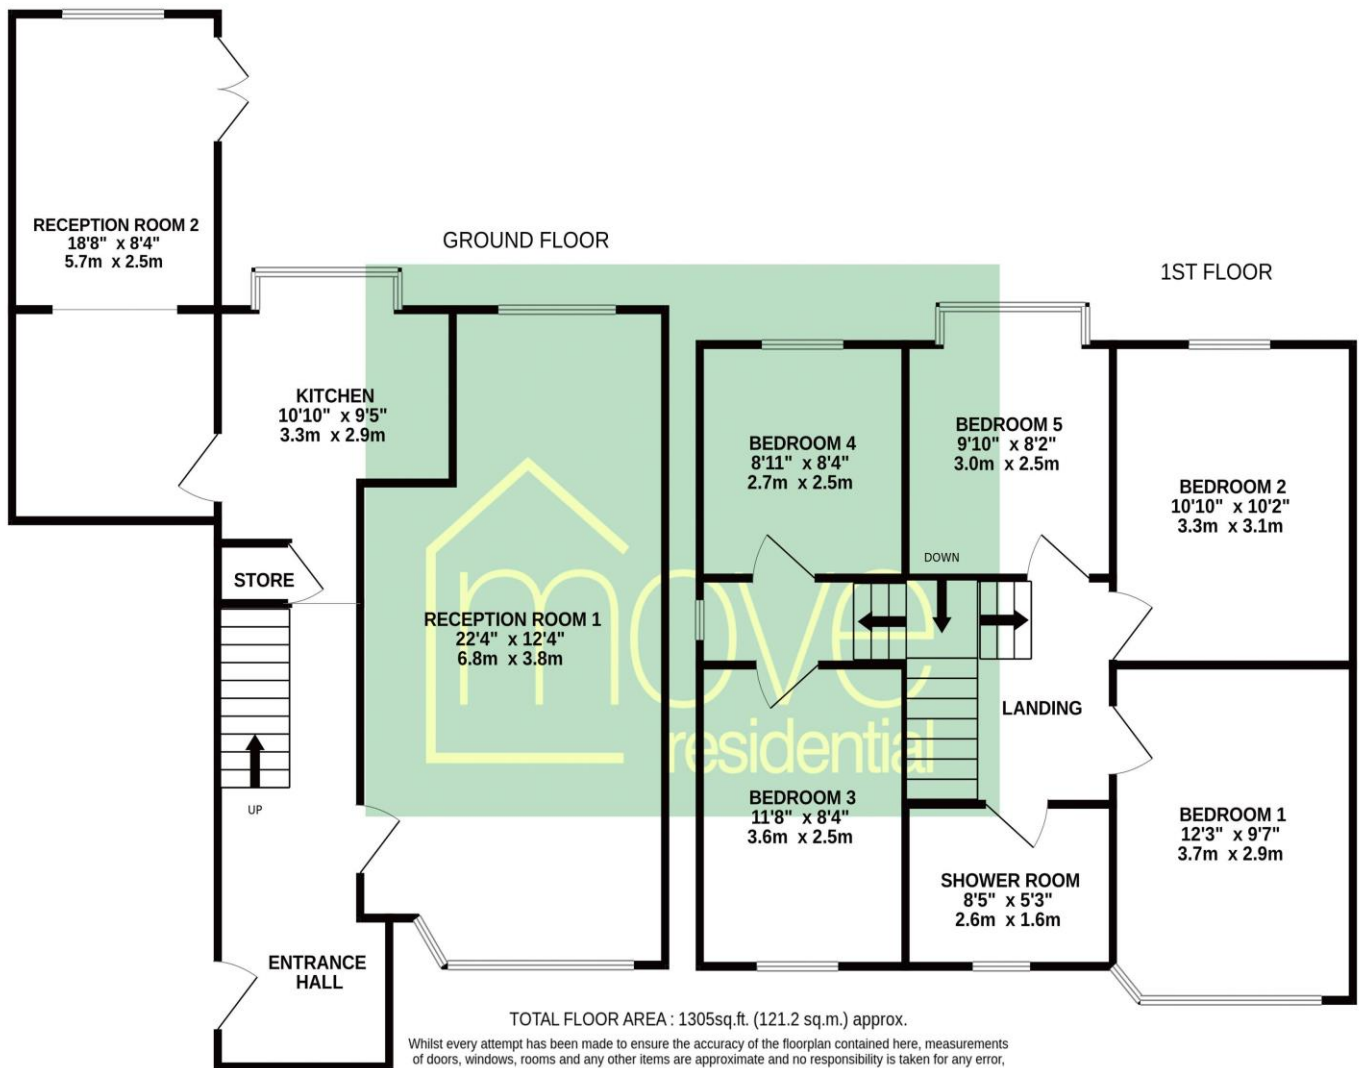 GROUND FLOOR
RECEPTION ROOM 2
18'8" x 8'4"
5.7m x 2.5m
KITCHEN
10'10" x 9'5"
3.3m x 2.9m
STORE
RECEPTION ROOM 1
22'4" x 12'4"
6.8m x 3.8m
UP
ENTRANCE
HALL
1ST FLOOR
BEDROOM 4
8'11" x 8'4"
2.7m x 2.5m
BEDROOM 5
9'10" x 8'2"
3.0m x 2.5m
BEDROOM 2
10'10" x 10'2"
3.3m x 3.1m
DOWN
LANDING
BEDROOM 3
11'8" x 8'4"
3.6m x 2.5m
BEDROOM 1
12'3" x 9'7"
3.7m x 2.9m
SHOWER ROOM
8'5" x 5'3"
2.6m x 1.6m
move
residential
TOTAL FLOOR AREA : 1305sq.ft. (121.2 sq.m.) approx.
Whilst every attempt has been made to ensure the accuracy of the floorplan contained here, measurements
of doors, windows, rooms and any other items are approximate and no responsibility is taken for any error,